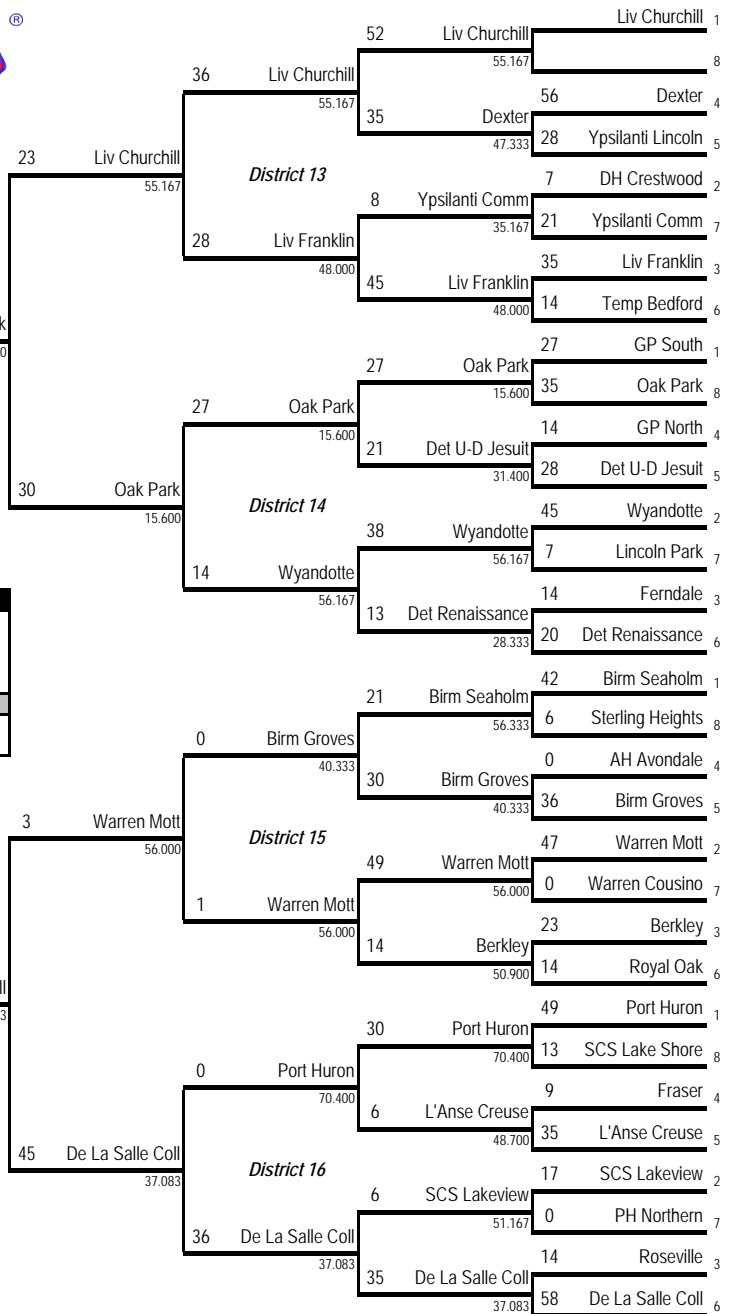 ®
Liv Churchill 1
52 Liv Churchill
55.167 8
36 Liv Churchill
55.167
56 Dexter 4
35 Dexter
47.333 28 Ypsilanti Lincoln 5
23 Liv Churchill
55.167
District 13
7 DH Crestwood 2
8 Ypsilanti Comm
35.167 21 Ypsilanti Comm 7
28 Liv Franklin
48.000
35 Liv Franklin 3
45 Liv Franklin
48.000 14 Temp Bedford 6
k
0
27 GP South 1
27 Oak Park
15.600 35 Oak Park 8
27 Oak Park
15.600
14 GP North 4
21 Det U-D Jesuit
31.400 28 Det U-D Jesuit 5
30 Oak Park
15.600
District 14
45 Wyandotte 2
38 Wyandotte
56.167 7 Lincoln Park 7
14 Wyandotte
56.167
14 Ferndale 3
13 Det Renaissance
28.333 20 Det Renaissance 6
42 Birm Seaholm 1
21 Birm Seaholm
56.333 6 Sterling Heights 8
0 Birm Groves
40.333
0 AH Avondale 4
30 Birm Groves
40.333 36 Birm Groves 5
3 Warren Mott
56.000
District 15
47 Warren Mott 2
49 Warren Mott
56.000 0 Warren Cousino 7
1 Warren Mott
56.000
23 Berkley 3
14 Berkley
50.900 14 Royal Oak 6
ll
3
49 Port Huron 1
30 Port Huron
70.400 13 SCS Lake Shore 8
0 Port Huron
70.400
9 Fraser 4
6 L'Anse Creuse
48.700 35 L'Anse Creuse 5
45 De La Salle Coll
37.083
District 16
17 SCS Lakeview 2
6 SCS Lakeview
51.167 0 PH Northern 7
36 De La Salle Coll
37.083
14 Roseville 3
35 De La Salle Coll
37.083 58 De La Salle Coll 6